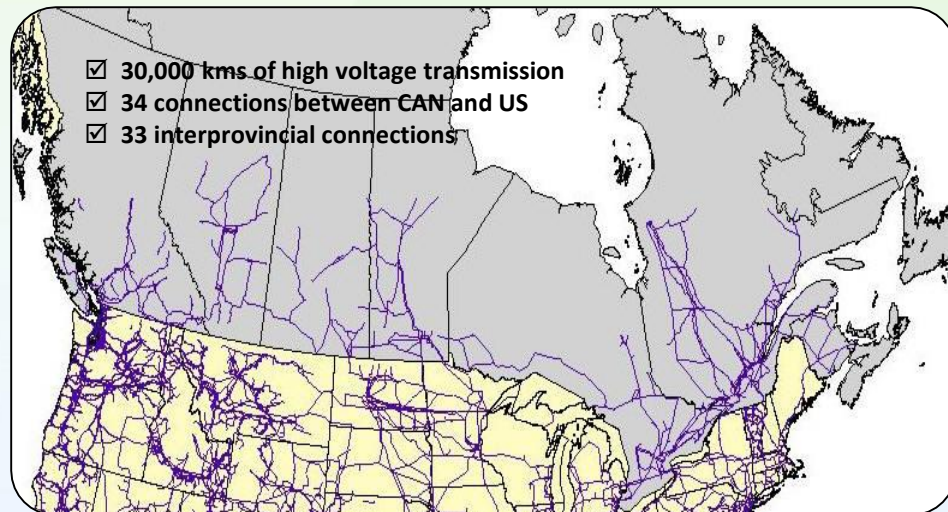 ☑ 30,000 kms of high voltage transmission
☑ 34 connections between CAN and US
☑ 33 interprovincial connections